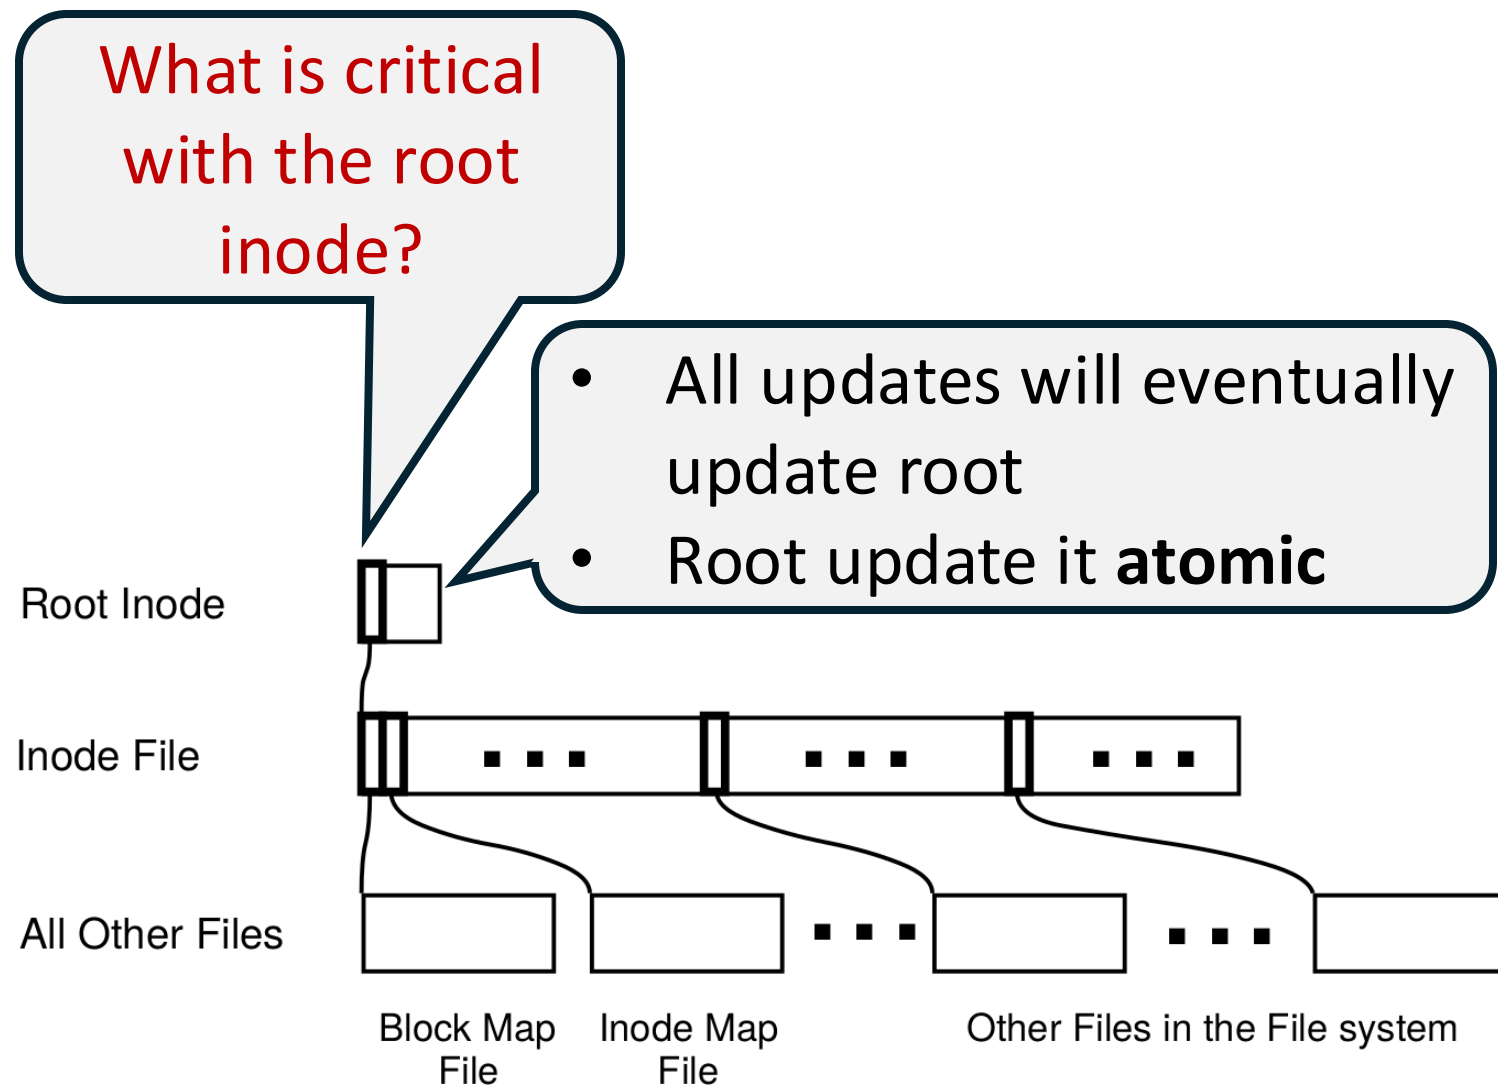 What is critical
with the root
inode?
• All updates will eventually
update root
• Root update it atomic
Root Inode
Inode File
All Other Files
Block Map
File
Inode Map
File
Other Files in the File system